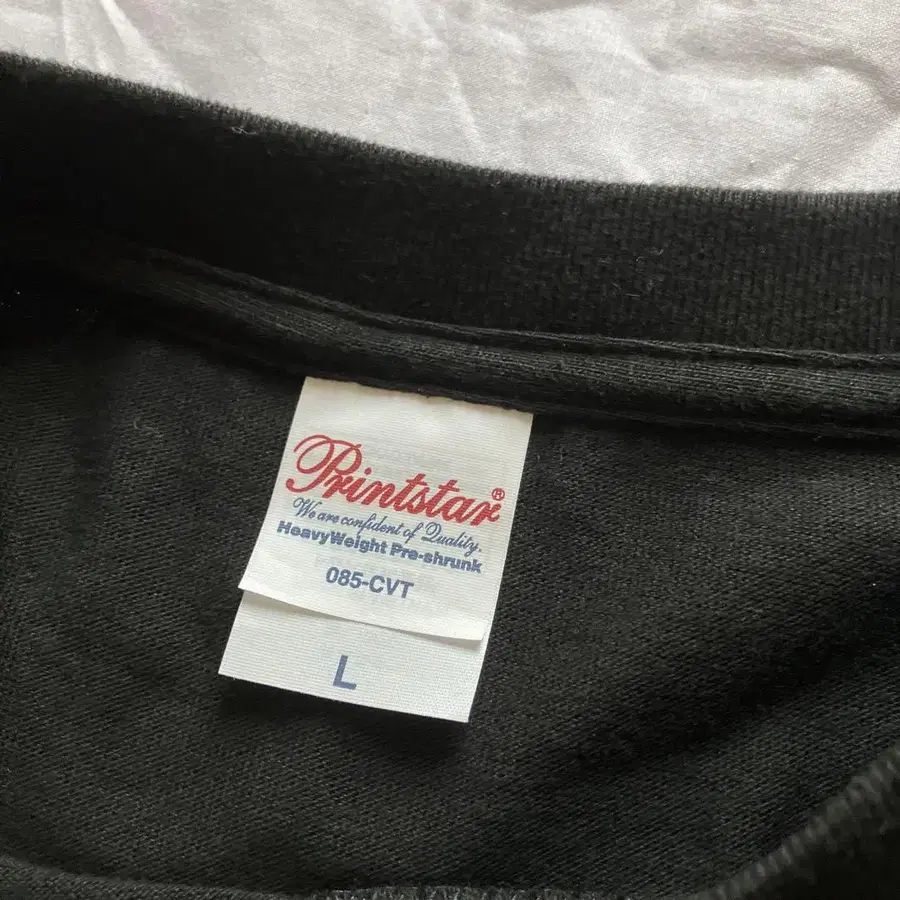 Printstar®
We are confident of Quality.
HeavyWeight Pre-shrunk
085-CVT
L